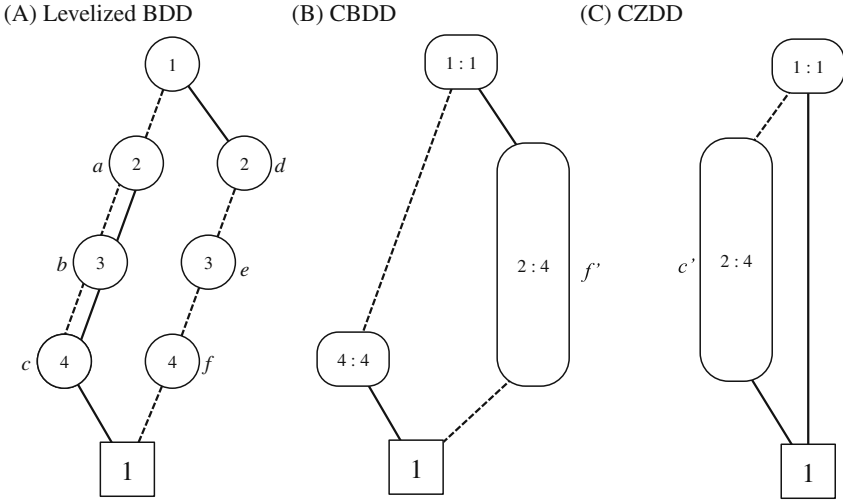 (A) Levelized BDD
(B) CBDD
(C) CZDD
1
a 2
2 d
b 3
3 e
c 4
4 f
1
1 : 1
2 : 4 f’
4 : 4
1
1 : 1
c’ 2 : 4
1